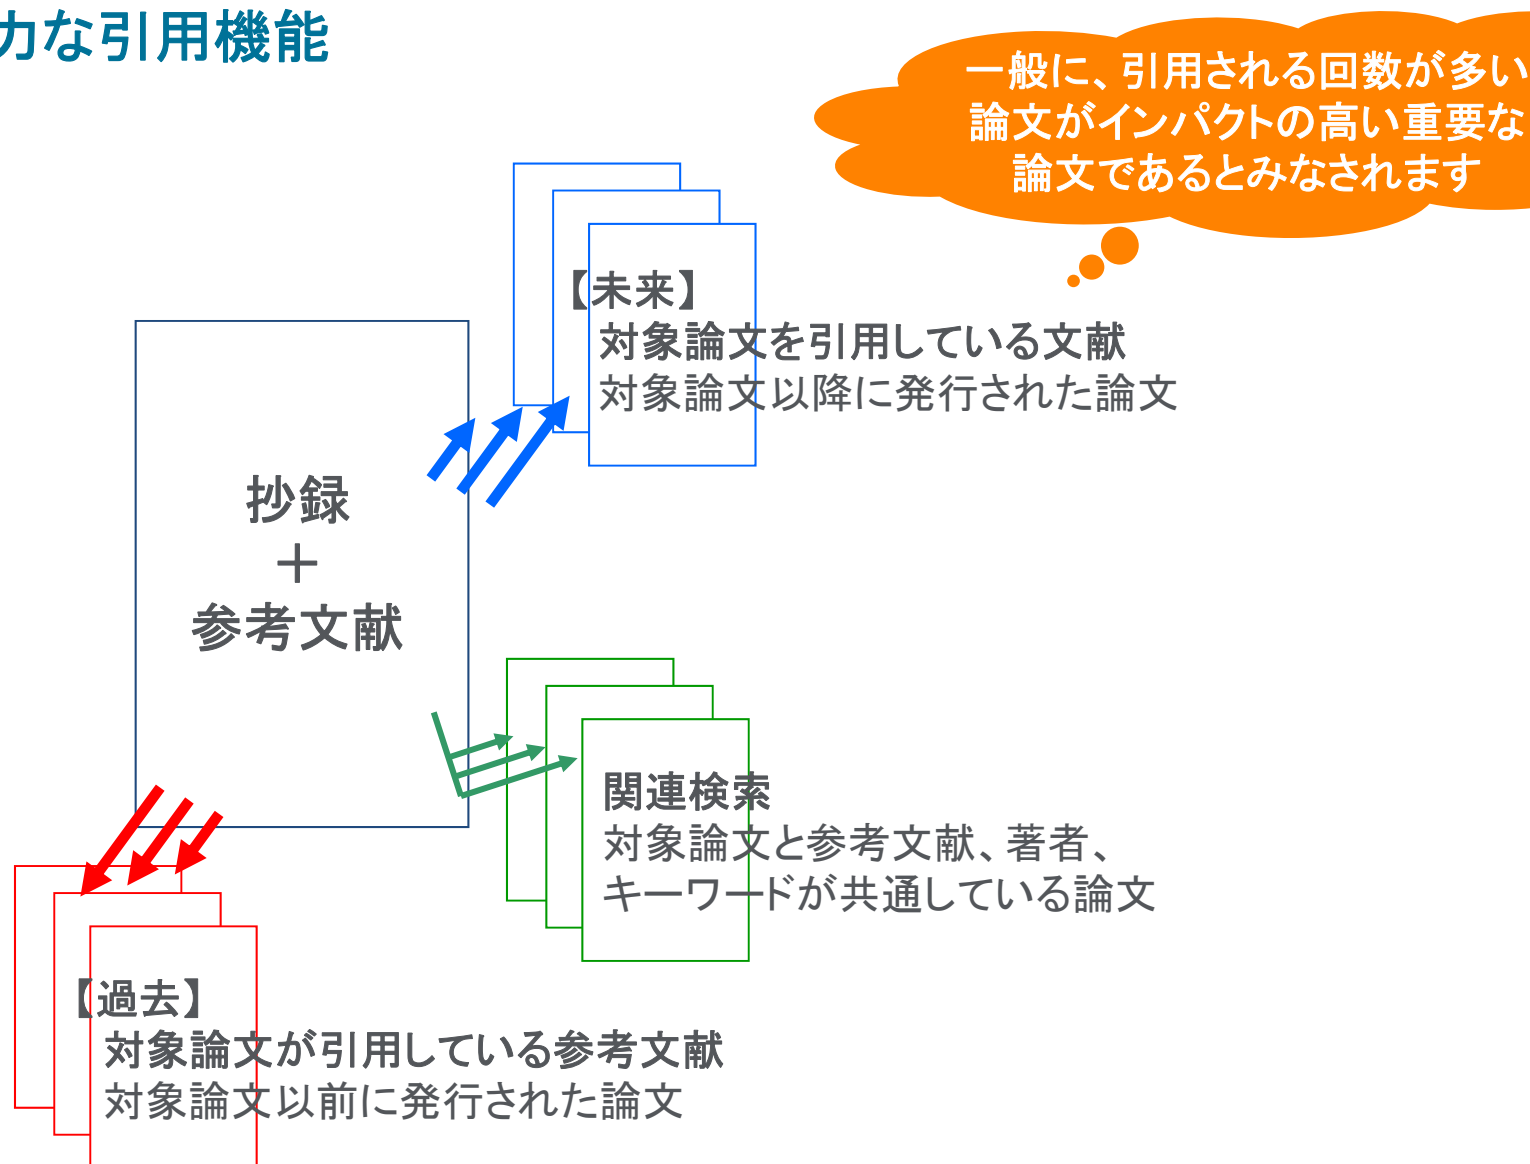 力な引用機能
一般に、引用される回数が多い
論文がインパクトの高い重要な
論文であるとみなされます
【未来】
対象論文を引用している文献
対象論文以降に発行された論文
抄録
＋
参考文献
関連検索
対象論文と参考文献、著者、
キーワードが共通している論文
【過去】
対象論文が引用している参考文献
対象論文以前に発行された論文